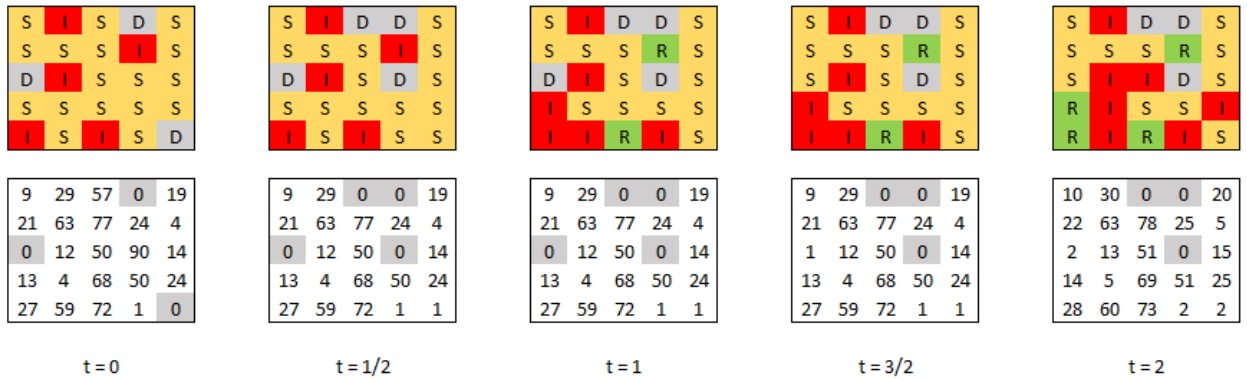 S I S D S S I D D S S I D D S S I D D S S I D D S
S S S I S S S S I S S S S R S S S S R S S S S R S
D I S S S D I S D S D I S D S S I S D S S I I D S
S S S S S S S S S S I S S S S I S S S S R I S S I
I S I S D I S I S S I I R I S I I R I S R I R I S
9 29 57 0 19 9 29 0 0 19 9 29 0 0 19 9 29 0 0 19 10 30 0 0 20
21 63 77 24 4 21 63 77 24 4 21 63 77 24 4 21 63 77 24 4 22 63 78 25 5
0 12 50 90 14 0 12 50 0 14 0 12 50 0 14 1 12 50 0 14 2 13 51 0 15
13 4 68 50 24 13 4 68 50 24 13 4 68 50 24 13 4 68 50 24 14 5 69 51 25
27 59 72 1 0 27 59 72 1 1 27 59 72 1 1 27 59 72 1 1 28 60 73 2 2
t = 0 t = 1/2 t = 1 t = 3/2 t = 2